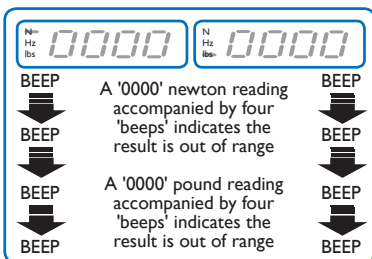 N
Hz
lbs
0000
N
Hz
lbs
0000
BEEP
BEEP
BEEP
BEEP
A '0000' newton reading
accompanied by four
'beeps' indicates the
result is out of range
A '0000' pound reading
accompanied by four
'beeps' indicates the
result is out of range
BEEP
BEEP
BEEP
BEEP